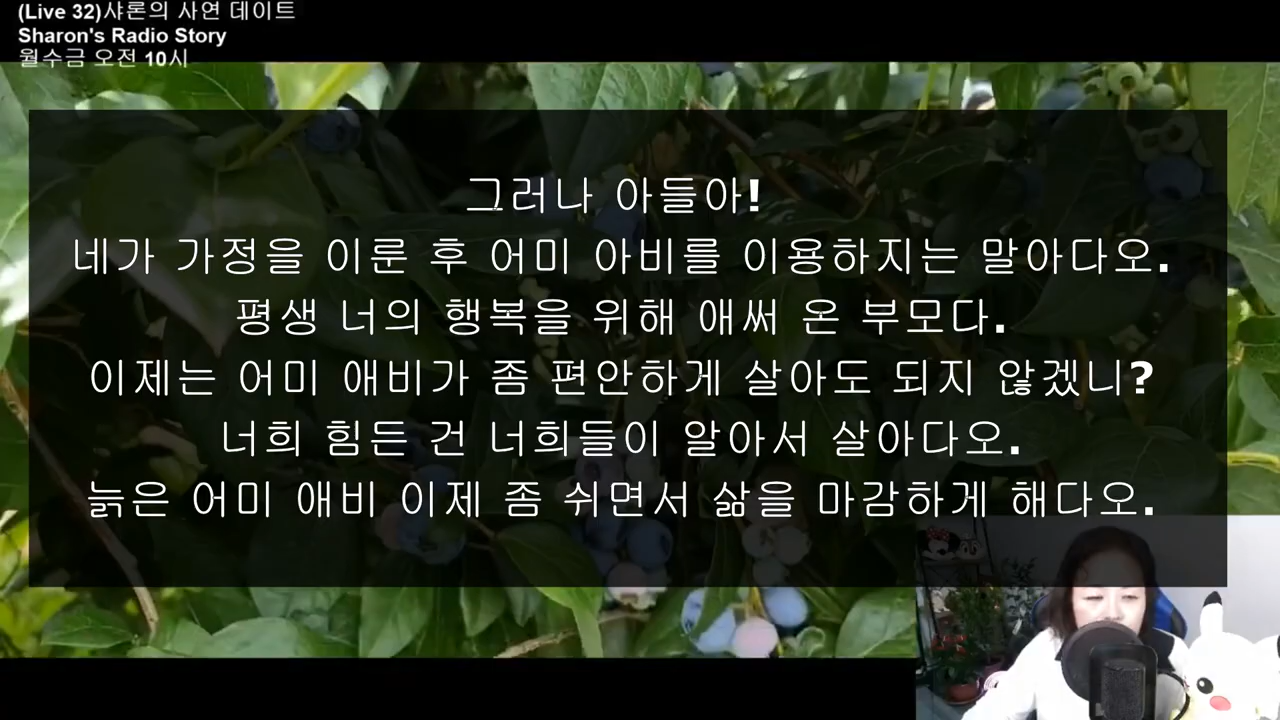 (Live 32)샤론의 사연 데이트
Sharon's Radio Story
월수금 오전 10시
그러나 아들아!
네가 가정을 이룬 후 어미 아비를 이용하지는 말아다오.
평생 너의 행복을 위해 애써 온 부모다.
이제는 어미 애비가 좀 편안하게 살아도 되지 않겠니?
너희 힘든 건 너희들이 알아서 살아다오.
늙은 어미 애비 이제 좀 쉬면서 삶을 마감하게 해다오.